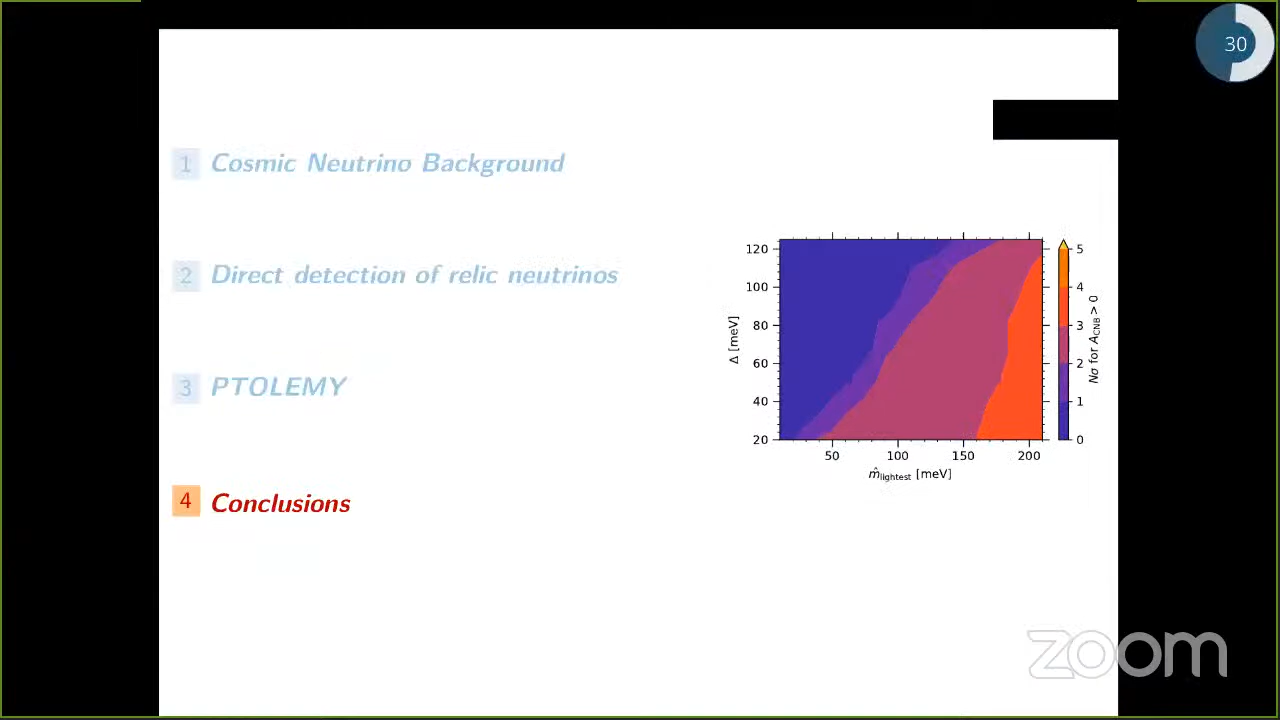 30
1 Cosmic Neutrino Background
2 Direct detection of relic neutrinos
3 PTOLEMY
4 Conclusions
120
100
80
60
40
20
Δ [meV]
50 100 150 200
m̂lightest [meV]
5
4
3
2
1
0
Nσ for ACNB > 0
zoom